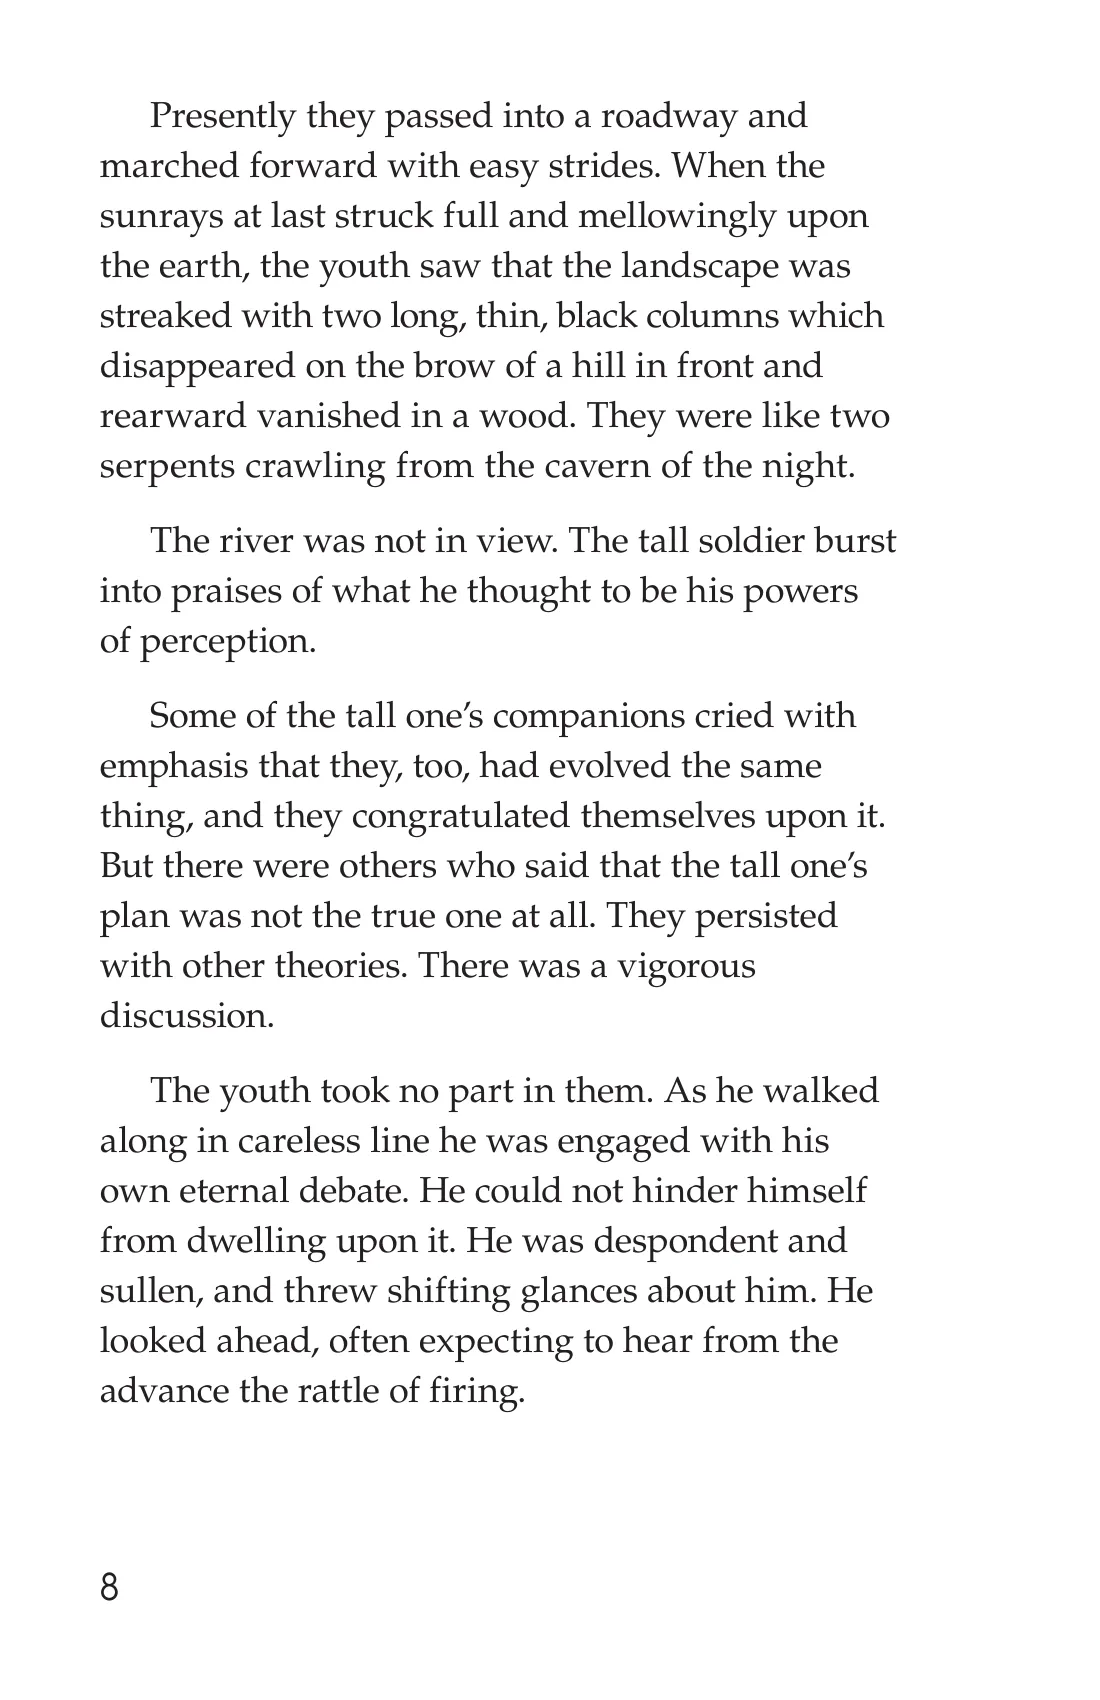 Presently they passed into a roadway and
marched forward with easy strides. When the
sunrays at last struck full and mellowingly upon
the earth, the youth saw that the landscape was
streaked with two long, thin, black columns which
disappeared on the brow of a hill in front and
rearward vanished in a wood. They were like two
serpents crawling from the cavern of the night.
The river was not in view. The tall soldier burst
into praises of what he thought to be his powers
of perception.
Some of the tall one’s companions cried with
emphasis that they, too, had evolved the same
thing, and they congratulated themselves upon it.
But there were others who said that the tall one’s
plan was not the true one at all. They persisted
with other theories. There was a vigorous
discussion.
The youth took no part in them. As he walked
along in careless line he was engaged with his
own eternal debate. He could not hinder himself
from dwelling upon it. He was despondent and
sullen, and threw shifting glances about him. He
looked ahead, often expecting to hear from the
advance the rattle of firing.
8